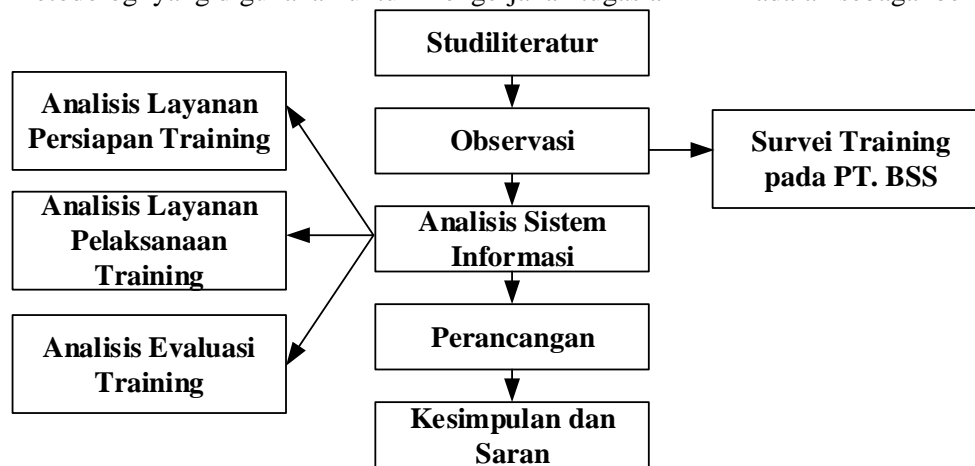 Studiliteratur
Analisis Layanan
Persiapan Training
Observasi
Survei Training
pada PT. BSS
Analisis Layanan
Pelaksanaan
Training
Analisis Sistem
Informasi
Perancangan
Analisis Evaluasi
Training
Kesimpulan dan
Saran